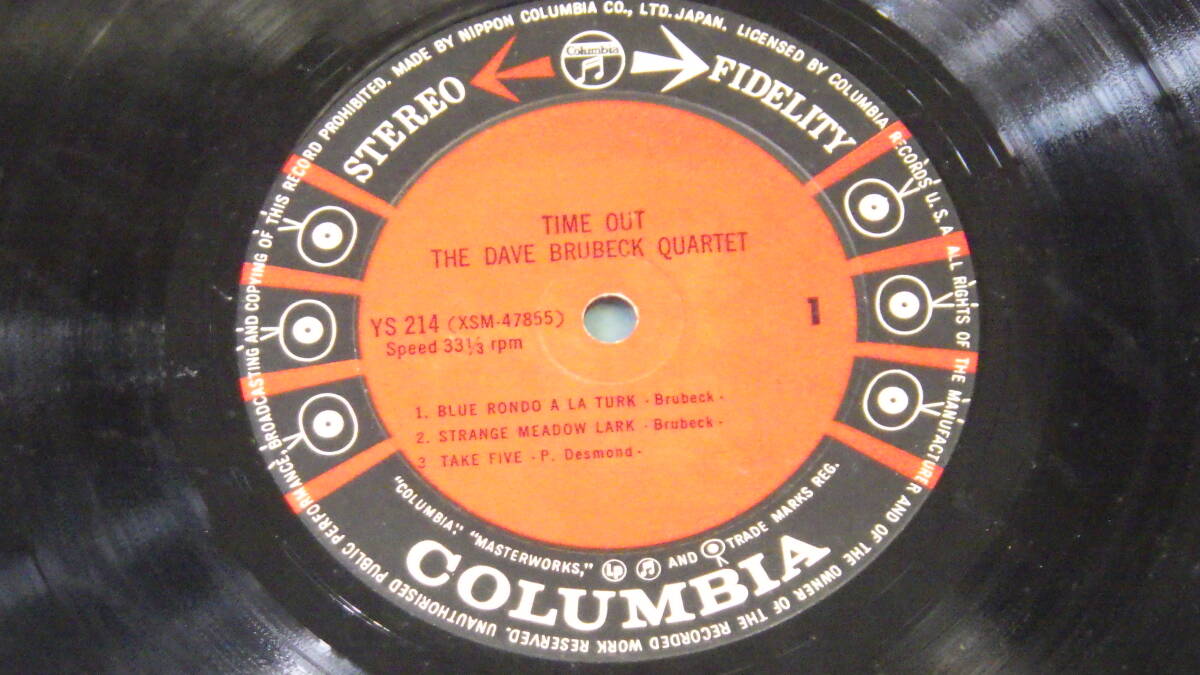 MADE BY NIPPON COLUMBIA CO., LTD. JAPAN. LICENSED BY COLUMBIA RECORDS U.S.A. ALL RIGHTS OF THE MANUFACTURER AND OF THE OWNER OF THE RECORDED WORK RESERVED. UNAUTHORISED PUBLIC PERFORMANCE, BROADCASTING AND COPYING OF THIS RECORD PROHIBITED.
STEREO Columbia FIDELITY
TIME OUT
THE DAVE BRUBECK QUARTET
YS 214 (XSM-47855)
1
Speed 33 1/3 rpm
1. BLUE RONDO A LA TURK - Brubeck -
2. STRANGE MEADOW LARK - Brubeck -
3 TAKE FIVE - P. Desmond -
"COLUMBIA", "MASTERWORKS," Lp AND TRADE MARKS REG.
COLUMBIA